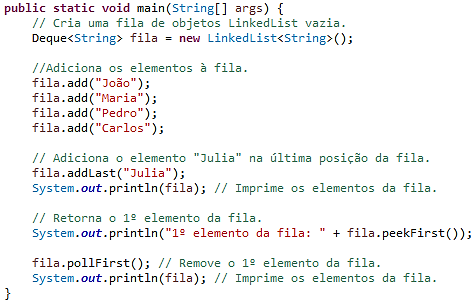 public static void main(String[] args) {
// Cria uma fila de objetos LinkedList vazia.
Deque<String> fila = new LinkedList<String>();
//Adiciona os elementos à fila.
fila.add("João");
fila.add("Maria");
fila.add("Pedro");
fila.add("Carlos");
// Adiciona o elemento "Julia" na última posição da fila.
fila.addLast("Julia");
System.out.println(fila); // Imprime os elementos da fila.
// Retorna o 1º elemento da fila.
System.out.println("1º elemento da fila: " + fila.peekFirst());
fila.pollFirst(); // Remove o 1º elemento da fila.
System.out.println(fila); // Imprime os elementos da fila.
}